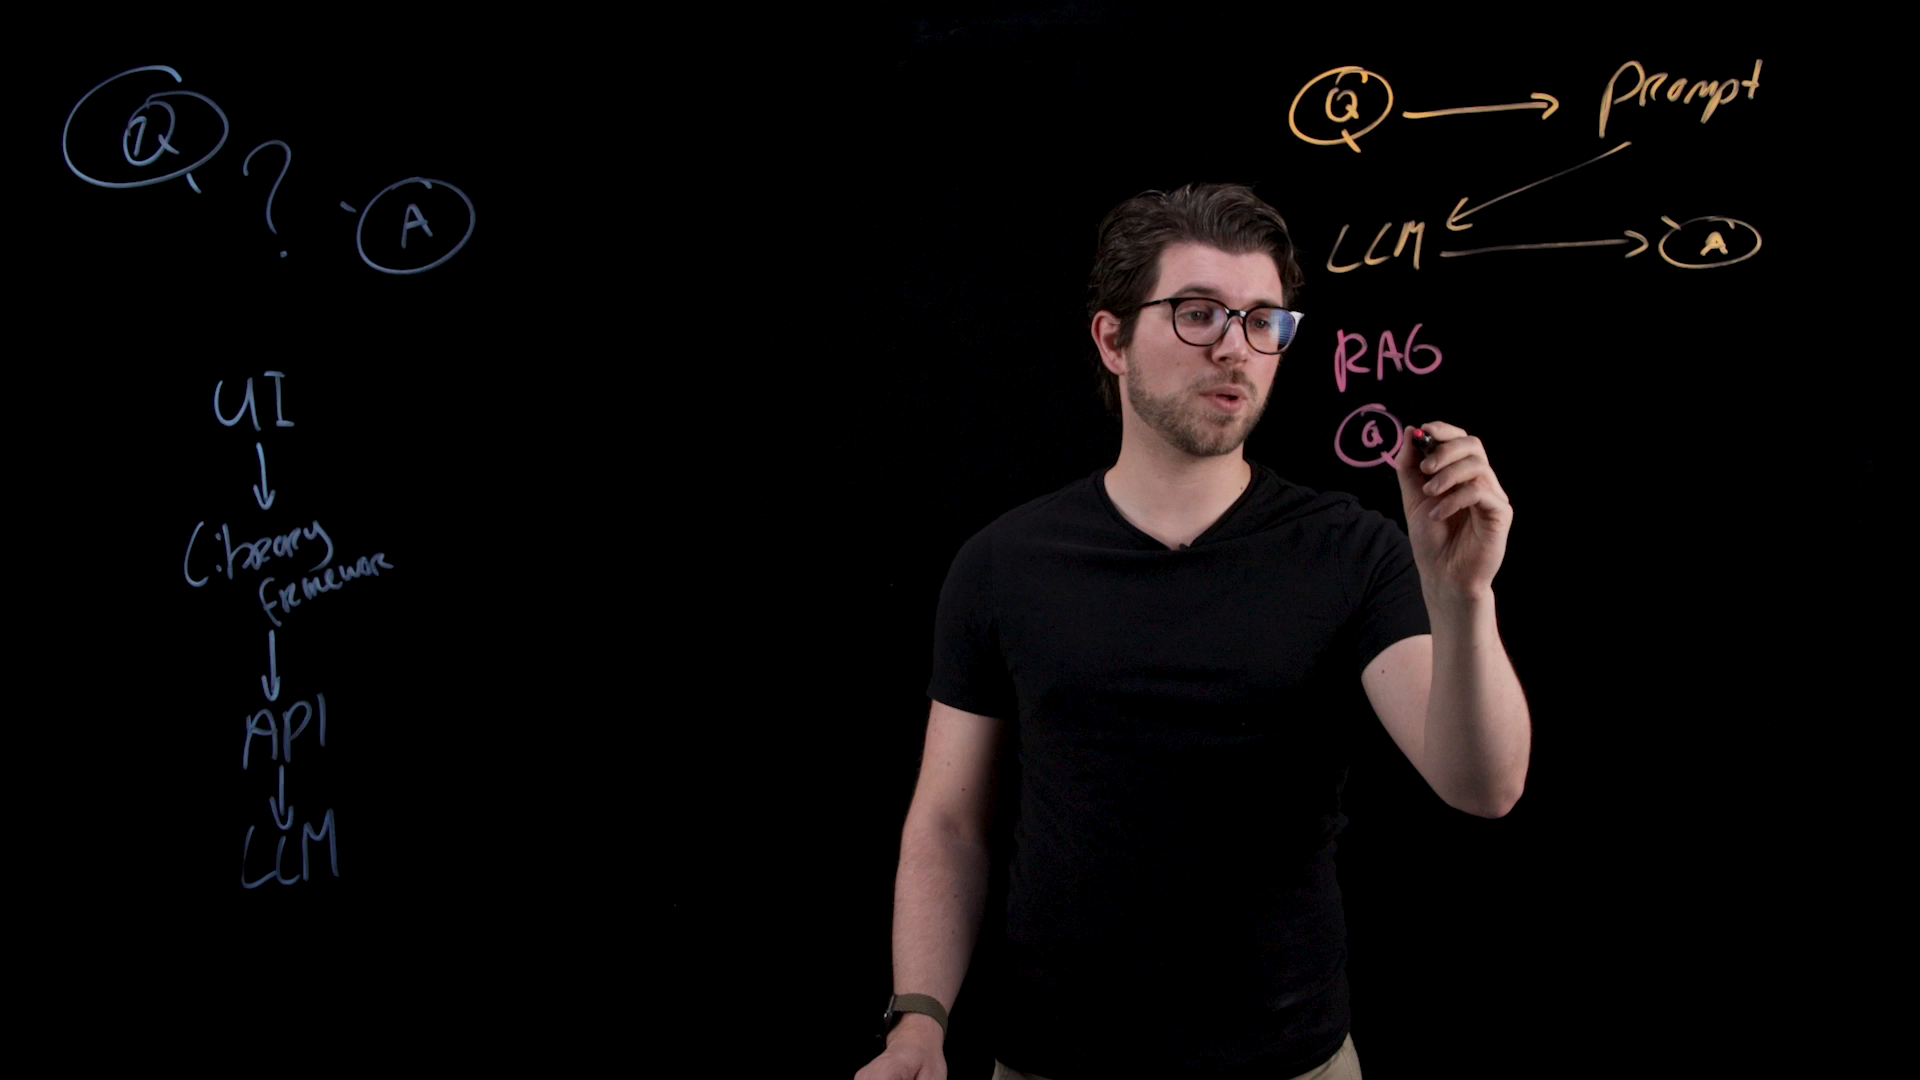 Q
?
A
UI
Library
Framework
API
LLM
Q Prompt
LLM A
RAG
Q